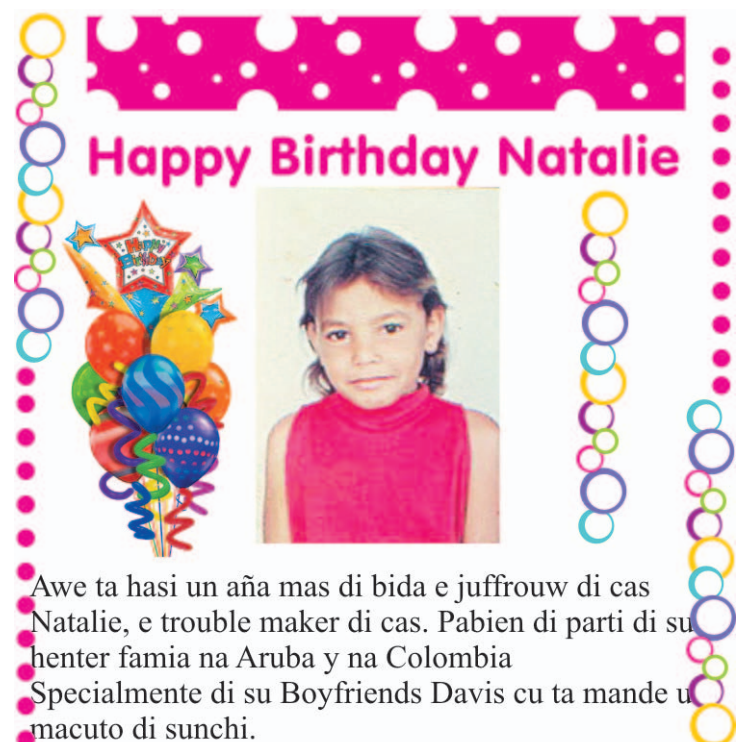 Happy Birthday Natalie
Happy
Birthday
Awe ta hasi un aña mas di bida e juffrouw di cas
Natalie, e trouble maker di cas. Pabien di parti di su
henter famia na Aruba y na Colombia
Specialmente di su Boyfriends Davis cu ta mande u
macuto di sunchi.